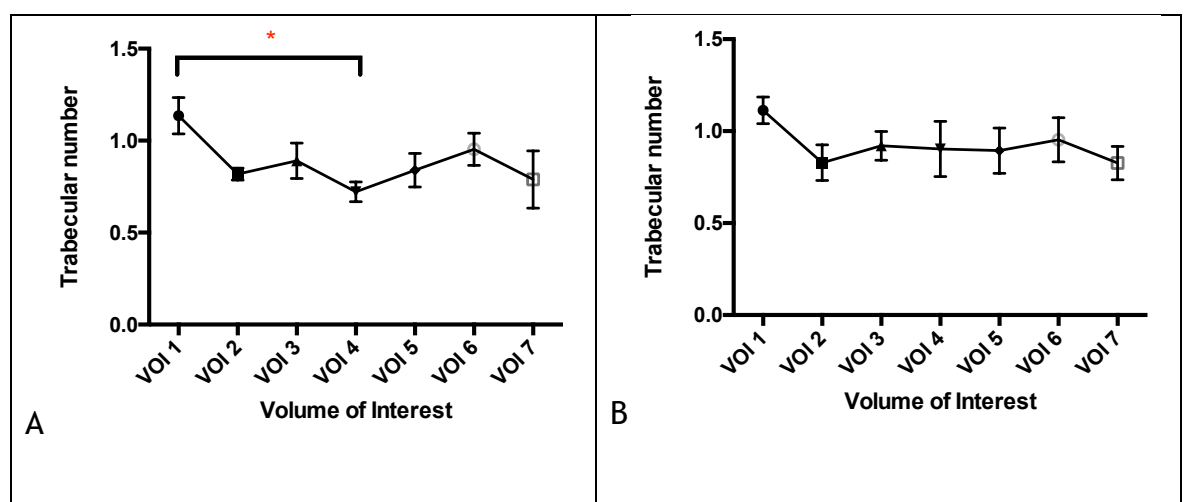 *
1.5
1.0
0.5
0.0
Trabecular number
VOI 1
VOI 2
VOI 3
VOI 4
VOI 5
VOI 6
VOI 7
Volume of Interest
A
1.5
1.0
0.5
0.0
Trabecular number
VOI 1
VOI 2
VOI 3
VOI 4
VOI 5
VOI 6
VOI 7
Volume of Interest
B